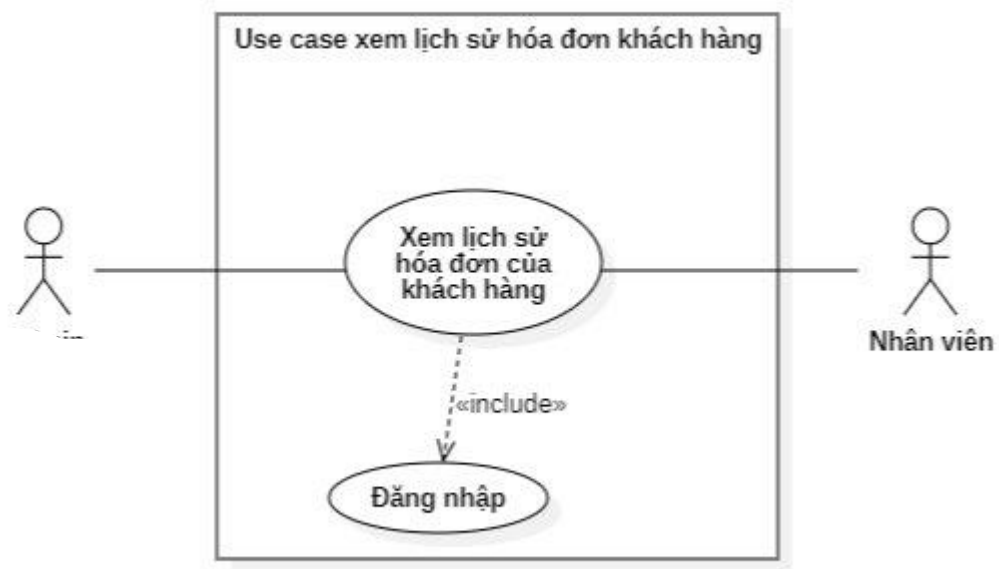 Use case xem lịch sử hóa đơn khách hàng
Xem lịch sử
hóa đơn của
khách hàng
Nhân viên
«include»
Đăng nhập